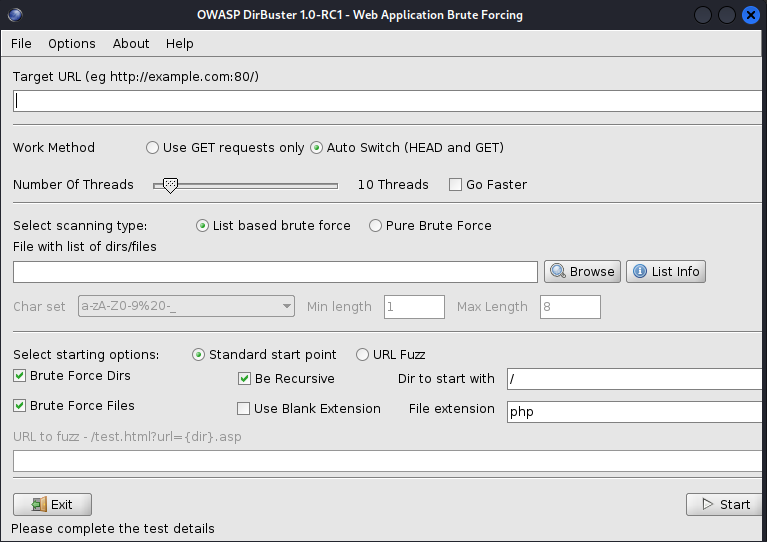 OWASP DirBuster 1.0-RC1 - Web Application Brute Forcing
File Options About Help
Target URL (eg http://example.com:80/)
Work Method Use GET requests only Auto Switch (HEAD and GET)
Number Of Threads 10 Threads Go Faster
Select scanning type: List based brute force Pure Brute Force
File with list of dirs/files
Browse List Info
Char set a-zA-Z0-9%20-_ Min length 1 Max Length 8
Select starting options: Standard start point URL Fuzz
Brute Force Dirs Be Recursive Dir to start with /
Brute Force Files Use Blank Extension File extension php
URL to fuzz - /test.html?url={dir}.asp
Exit Start
Please complete the test details